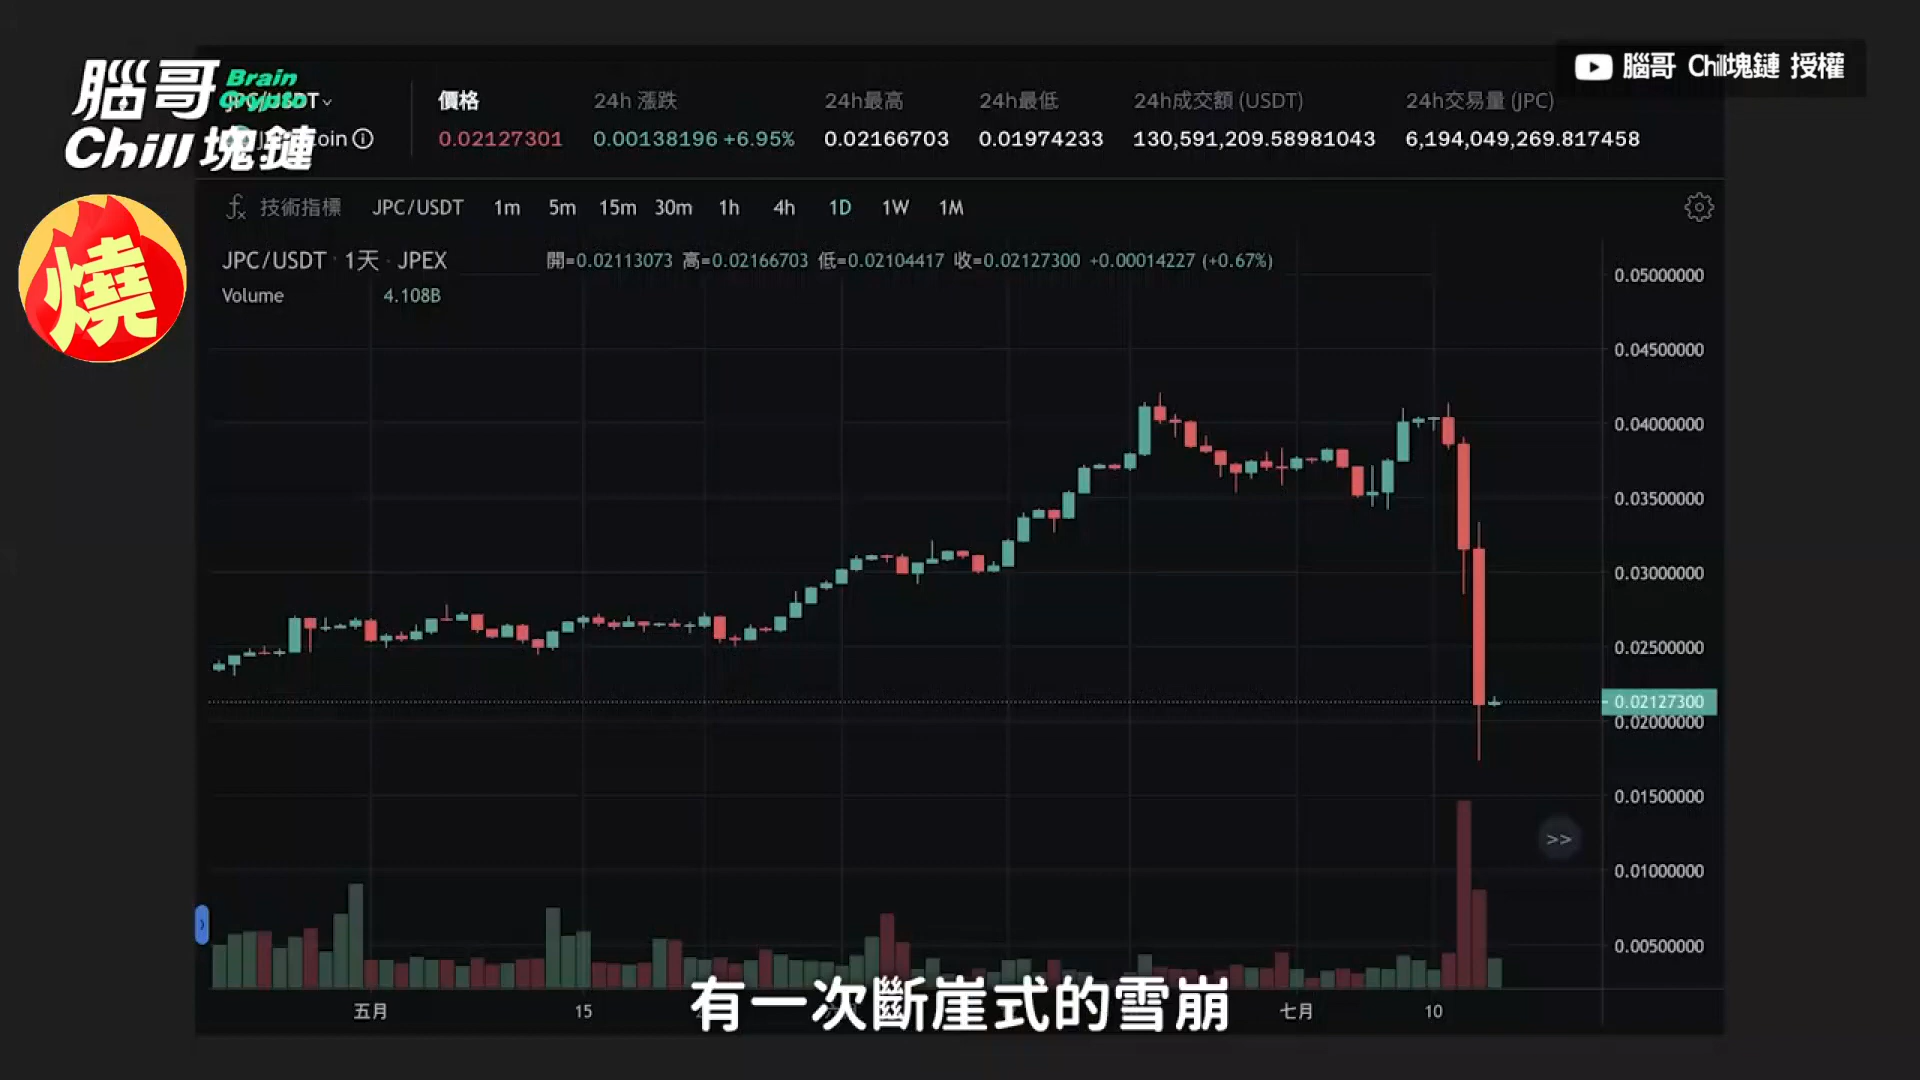 腦哥 Brain Crypto
Chill 塊鏈
燒
腦哥 Chill塊鏈 授權
JPC/USDT
價格 24h 漲跌 24h最高 24h最低 24h成交額 (USDT) 24h交易量 (JPC)
0.02127301 0.00138196 +6.95% 0.02166703 0.01974233 130,591,209.58981043 6,194,049,269.817458
技術指標 JPC/USDT 1m 5m 15m 30m 1h 4h 1D 1W 1M
JPC/USDT · 1天 · JPEX 開=0.02113073 高=0.02166703 低=0.02104417 收=0.02127300 +0.00014227 (+0.67%)
Volume 4.108B
0.05000000
0.04500000
0.04000000
0.03500000
0.03000000
0.02500000
0.02127300
0.02000000
0.01500000
>>
0.01000000
0.00500000
五月 15 七月 10
有一次斷崖式的雪崩